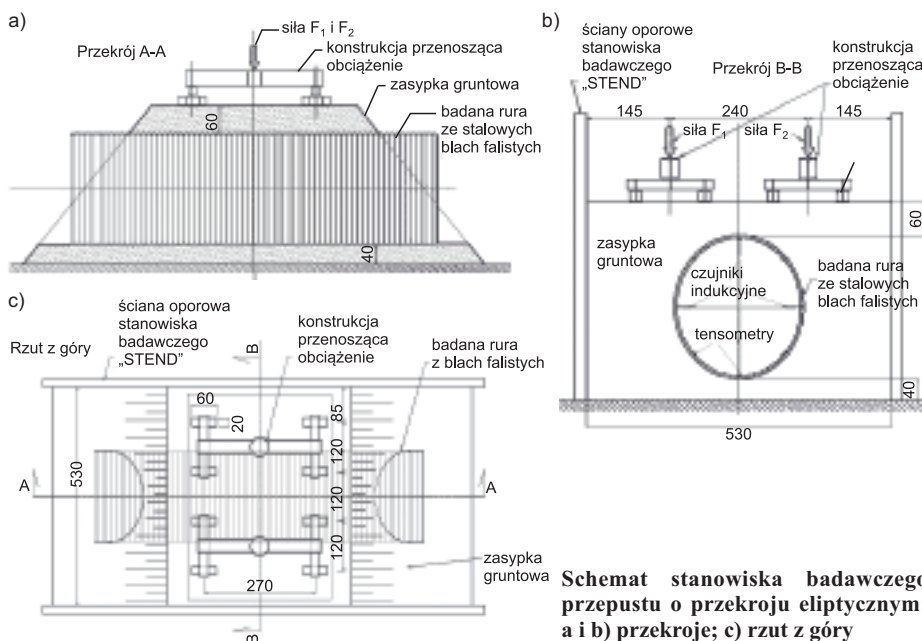 a)
Przekrój A-A
siła F₁ i F₂
konstrukcja przenosząca
obciążenie
zasypka gruntowa
badana rura
ze stalowych
blach falistych
60
40
b)
ściany oporowe
stanowiska
badawczego
„STEND”
Przekrój B-B
konstrukcja
przenosząca
obciążenie
145
240
145
siła F₁
siła F₂
60
zasypka
gruntowa
czujniki
indukcyjne
badana rura
ze stalowych
blach falistych
tensometry
40
530
c)
Rzut z góry
ściana oporowa
stanowiska
badawczego
„STEND”
B
konstrukcja
przenosząca
obciążenie
badana rura
z blach falistych
60
20
85
120
530
A
A
120
120
270
zasypka
gruntowa
B
Schemat stanowiska badawczego
przepustu o przekroju eliptycznym
a i b) przekroje; c) rzut z góry